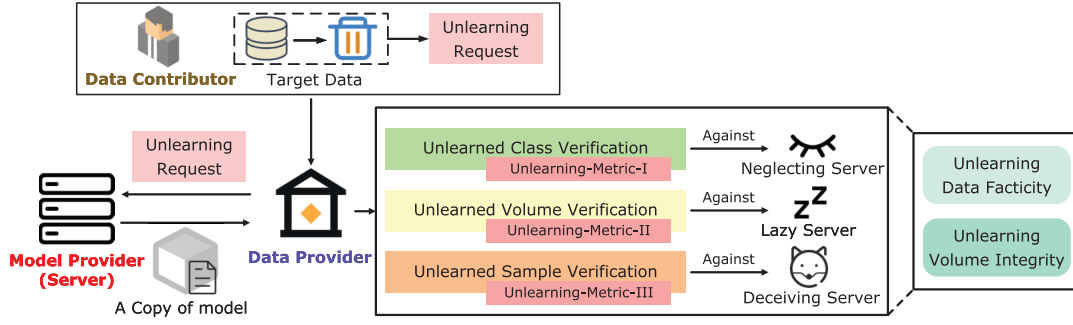 Data Contributor
Target Data
Unlearning
Request
Unlearning
Request
Model Provider
(Server)
A Copy of model
Data Provider
Unlearned Class Verification
Unlearning-Metric-I
Against
Neglecting Server
Unlearned Volume Verification
Unlearning-Metric-II
Against
zz
Lazy Server
Unlearned Sample Verification
Unlearning-Metric-III
Against
Deceiving Server
Unlearning
Data Facticity
Unlearning
Volume Integrity